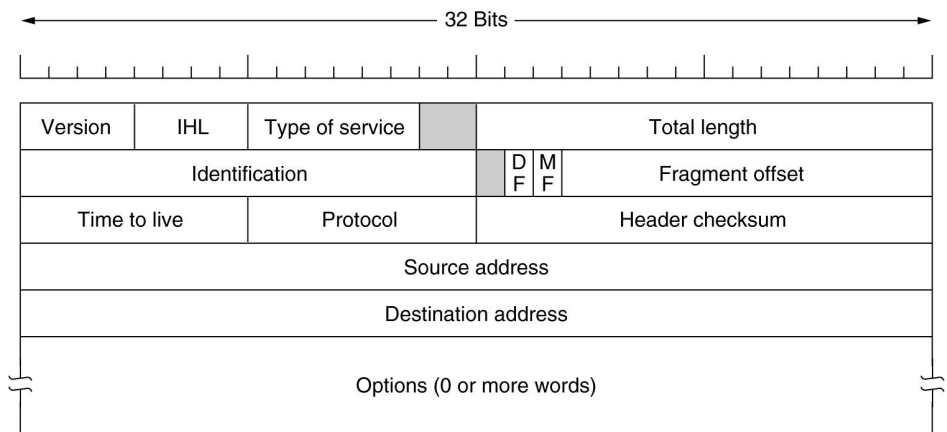 32 Bits
Version IHL Type of service Total length
Identification D F M F Fragment offset
Time to live Protocol Header checksum
Source address
Destination address
Options (0 or more words)